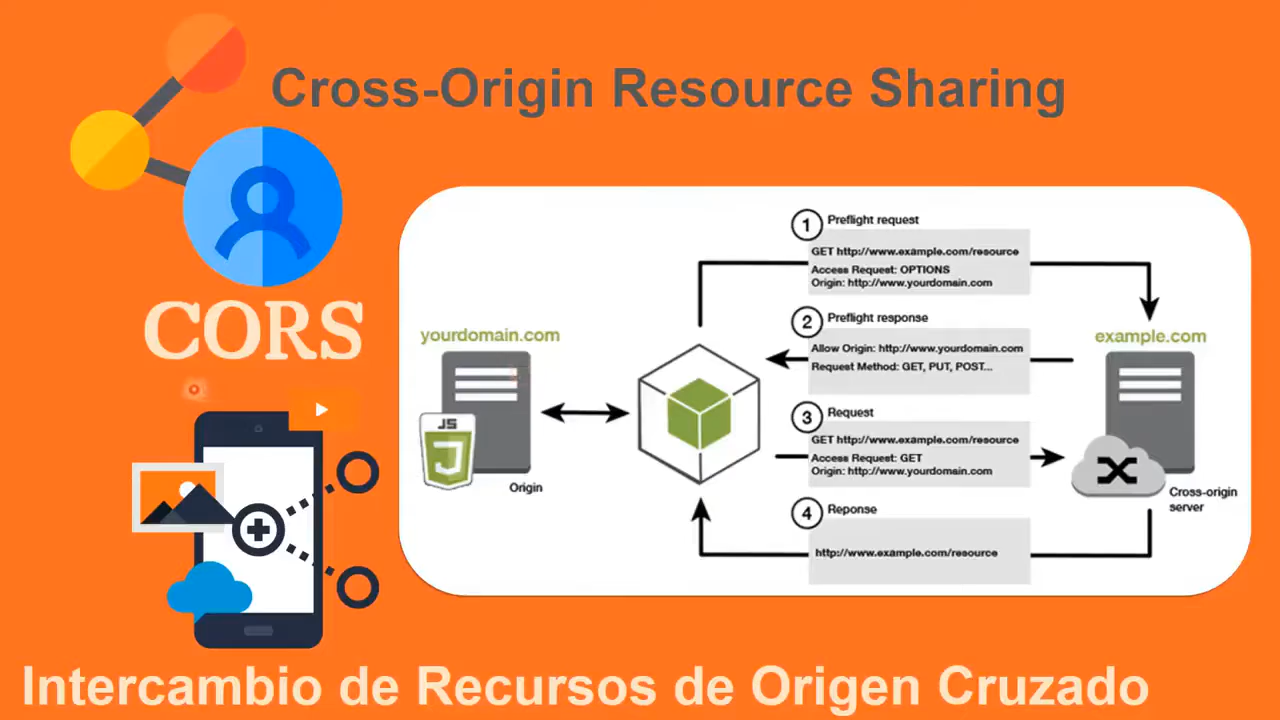 Cross-Origin Resource Sharing
CORS
yourdomain.com
JS
Origin
1 Preflight request
GET http://www.example.com/resource
Access Request: OPTIONS
Origin: http://www.yourdomain.com
2 Preflight response
Allow Origin: http://www.yourdomain.com
Request Method: GET, PUT, POST...
3 Request
GET http://www.example.com/resource
Access Request: GET
Origin: http://www.yourdomain.com
4 Reponse
http://www.example.com/resource
example.com
Cross-origin
server
Intercambio de Recursos de Origen Cruzado